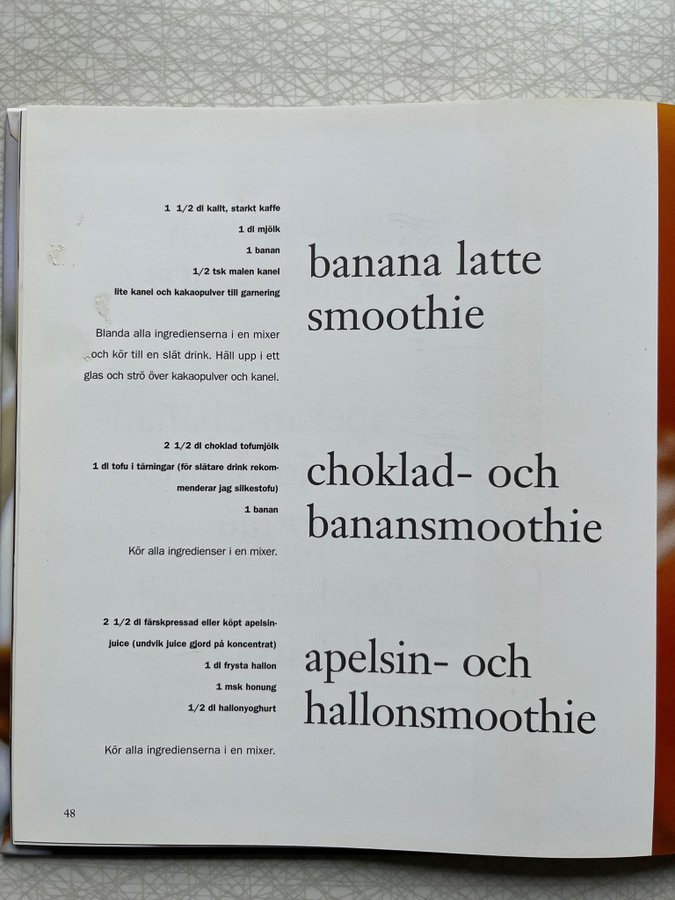 1 1/2 dl kallt, starkt kaffe
1 dl mjölk
1 banan
1/2 tsk malen kanel
lite kanel och kakaopulver till garnering
Blanda alla ingredienserna i en mixer
och kör till en slät drink. Häll upp i ett
glas och strö över kakaopulver och kanel.
banana latte
smoothie
2 1/2 dl choklad tofumjölk
1 dl tofu i tärningar (för slätare drink rekom-
menderar jag silkestofu)
1 banan
Kör alla ingredienser i en mixer.
choklad- och
banansmoothie
2 1/2 dl färskpressad eller köpt apelsin-
juice (undvik juice gjord på koncentrat)
1 dl frysta hallon
1 msk honung
1/2 dl hallonyoghurt
Kör alla ingredienserna i en mixer.
apelsin- och
hallonsmoothie
48